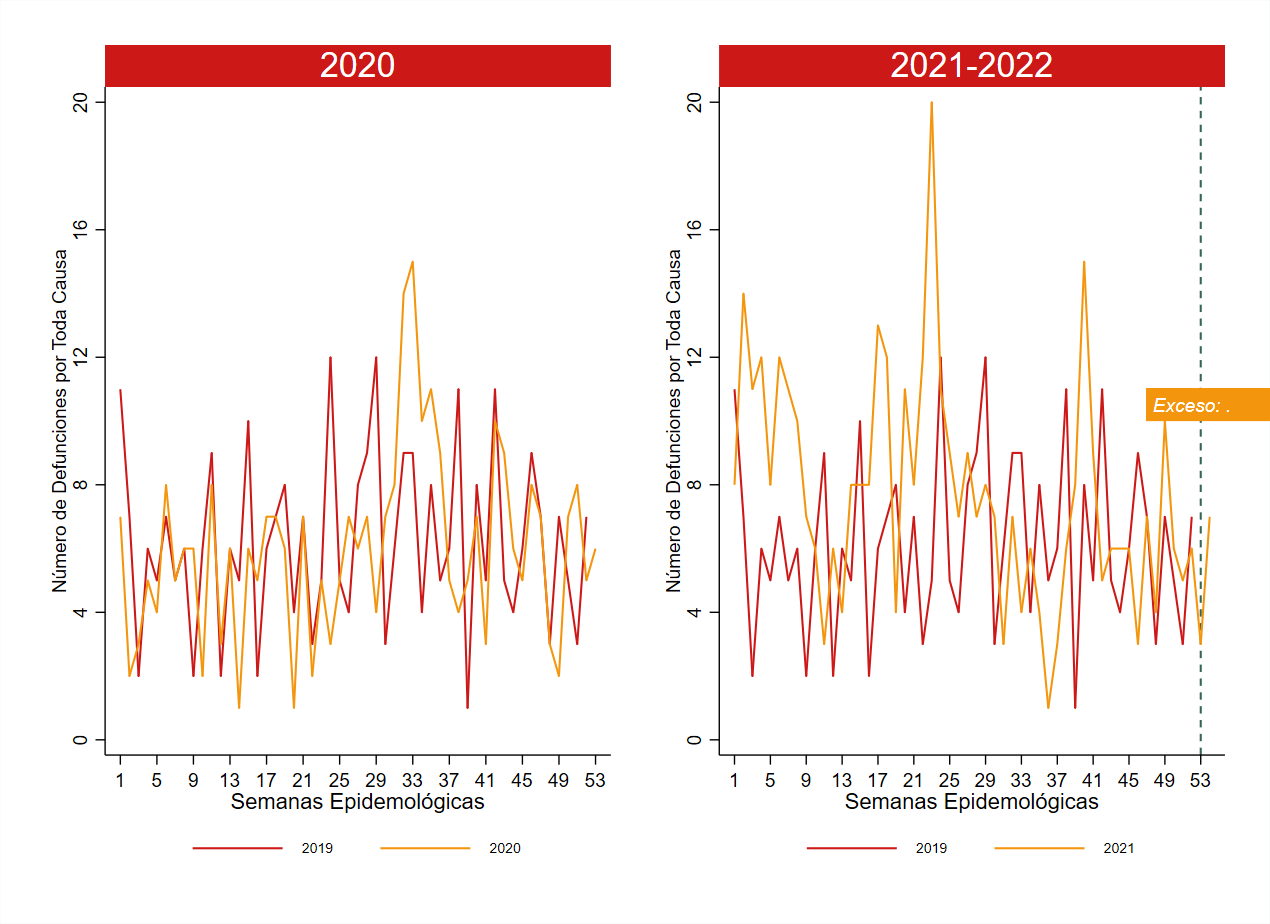 2020
Número de Defunciones por Toda Causa
20
16
12
8
4
0
1 5 9 13 17 21 25 29 33 37 41 45 49 53
Semanas Epidemológicas
2019 2020
2021-2022
Número de Defunciones por Toda Causa
20
16
12
8
4
0
Exceso: .
1 5 9 13 17 21 25 29 33 37 41 45 49 53
Semanas Epidemológicas
2019 2021